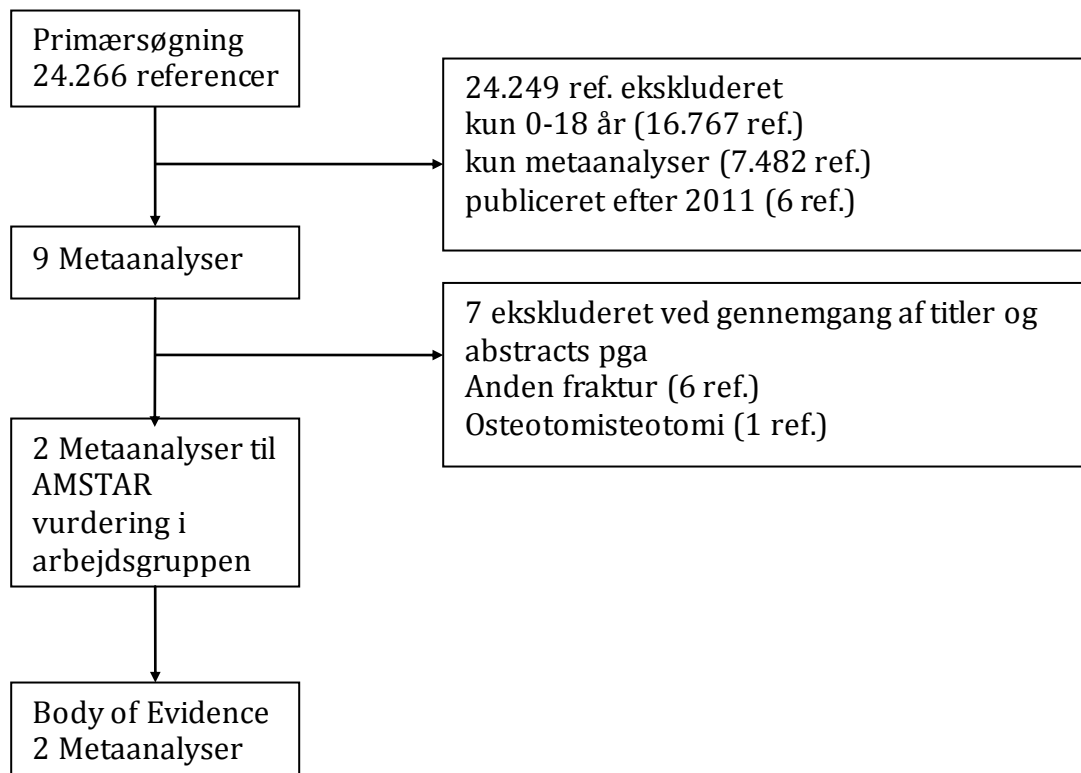 Primærsøgning
24.266 referencer
24.249 ref. ekskluderet
kun 0-18 år (16.767 ref.)
kun metaanalyser (7.482 ref.)
publiceret efter 2011 (6 ref.)
9 Metaanalyser
7 ekskluderet ved gennemgang af titler og
abstracts pga
Anden fraktur (6 ref.)
Osteotomisteotomi (1 ref.)
2 Metaanalyser til
AMSTAR
vurdering i
arbejdsgruppen
Body of Evidence
2 Metaanalyser